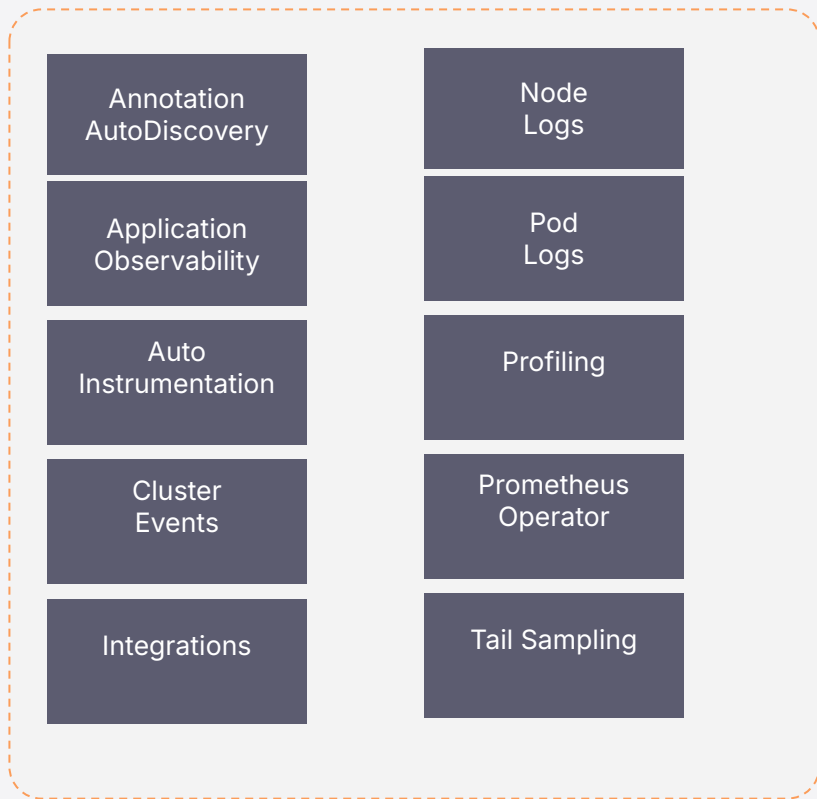 Annotation
AutoDiscovery
Application
Observability
Auto
Instrumentation
Cluster
Events
Integrations
Node
Logs
Pod
Logs
Profiling
Prometheus
Operator
Tail Sampling